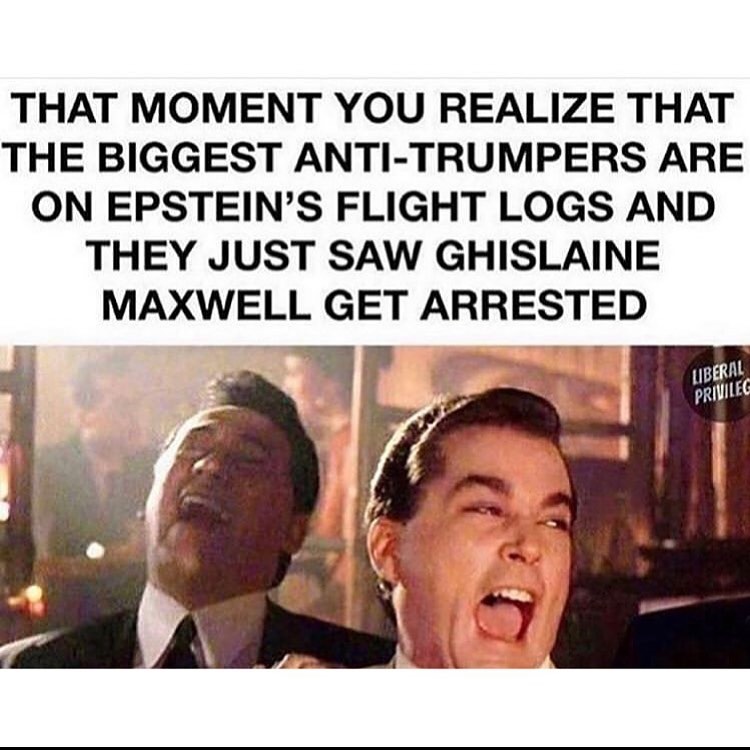 THAT MOMENT YOU REALIZE THAT
THE BIGGEST ANTI-TRUMPERS ARE
ON EPSTEIN'S FLIGHT LOGS AND
THEY JUST SAW GHISLAINE
MAXWELL GET ARRESTED
LIBERAL
PRIVILEG